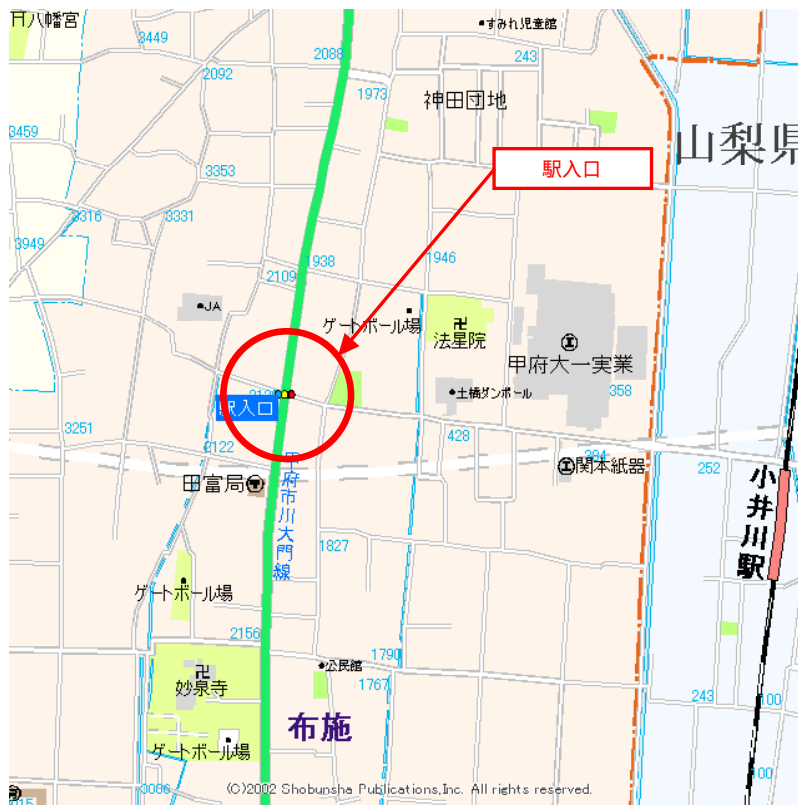 八幡宮
すみれ児童館
3449
2088
243
2092
1973
神田団地
3459
山梨県
駅入口
3353
3316
3331
3949
1938
1946
2109
JA
ゲートボール場
法星院
甲府大一実業
土橋ダンボール
358
駅入口
3251
428
2122
384
252
関本紙器
田富局
小井川駅
甲府市川大門線
1827
ゲートボール場
2156
公民館
1790
妙泉寺
1767
243
100
布施
ゲートボール場
100
3086
(C)2002 Shobunsha Publications,Inc. All rights reserved.